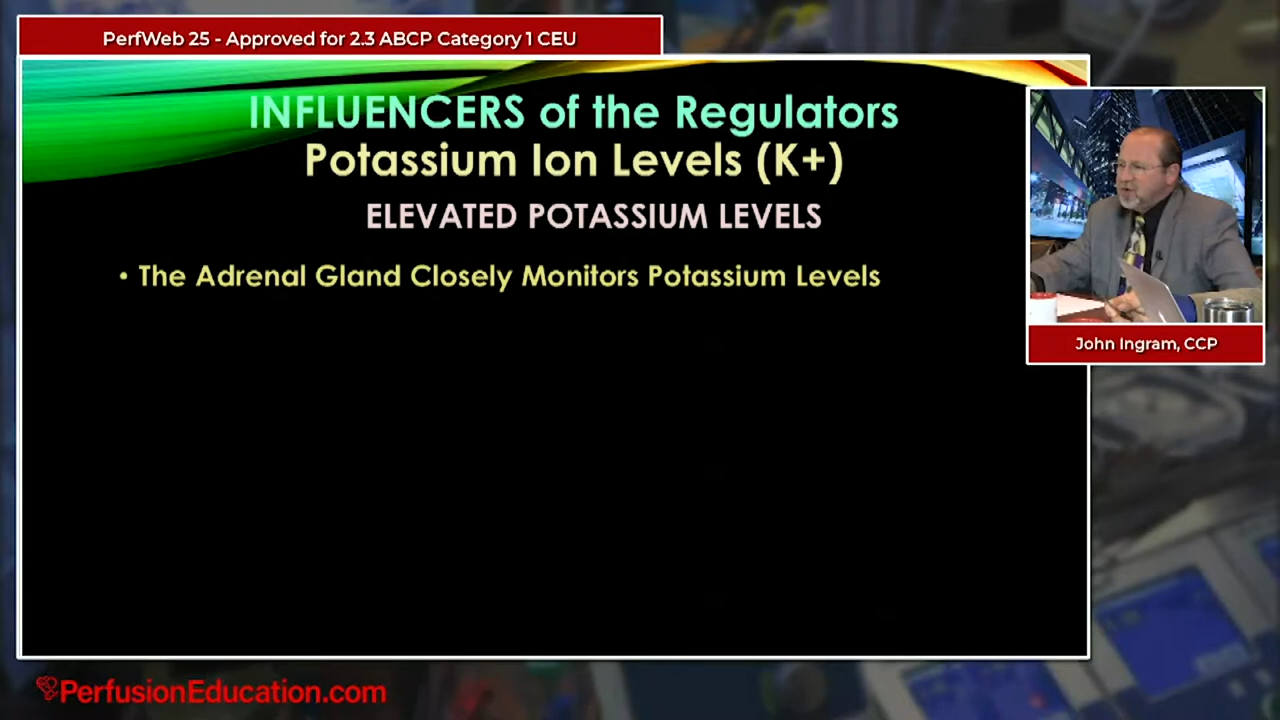 PerfWeb 25 - Approved for 2.3 ABCP Category 1 CEU
INFLUENCERS of the Regulators
Potassium Ion Levels (K+)
ELEVATED POTASSIUM LEVELS
• The Adrenal Gland Closely Monitors Potassium Levels
John Ingram, CCP
PerfusionEducation.com